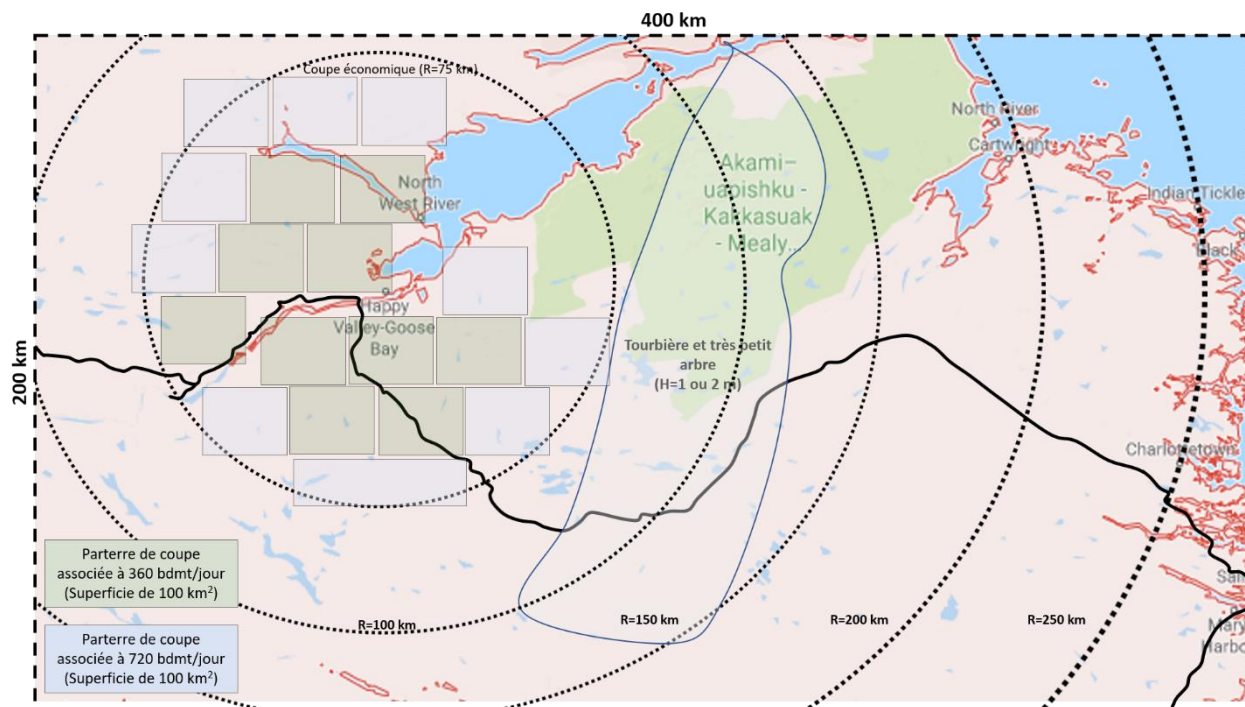 400 km
Coupe économique (R=75 km)
North River
Cartwright
Akami–
uapishku -
Kakkasuak
- Mealy...
North
West River
Indian Tickle
Black
200 km
Happy
Valley-Goose
Bay
Tourbière et très petit
arbre
(H=1 ou 2 m)
Charlottetown
Parterre de coupe
associée à 360 bdmt/jour
(Superficie de 100 km²)
Parterre de coupe
associée à 720 bdmt/jour
(Superficie de 100 km²)
R=100 km
R=150 km
R=200 km
R=250 km
Sai
Mary
Harbo